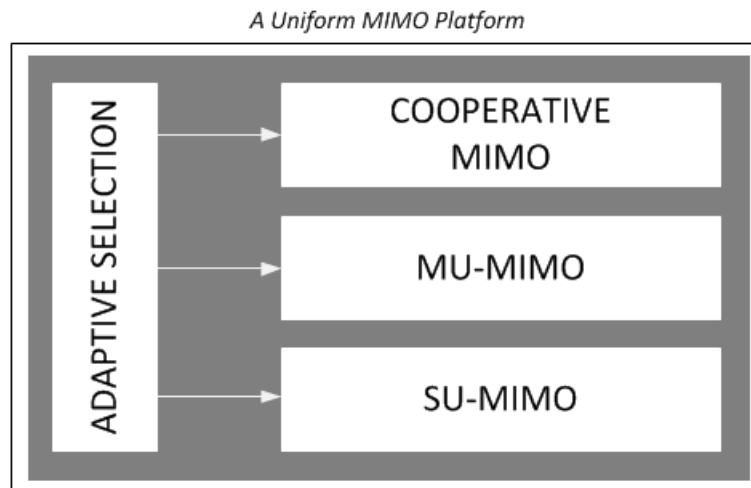 A Uniform MIMO Platform
ADAPTIVE SELECTION
COOPERATIVE
MIMO
MU-MIMO
SU-MIMO